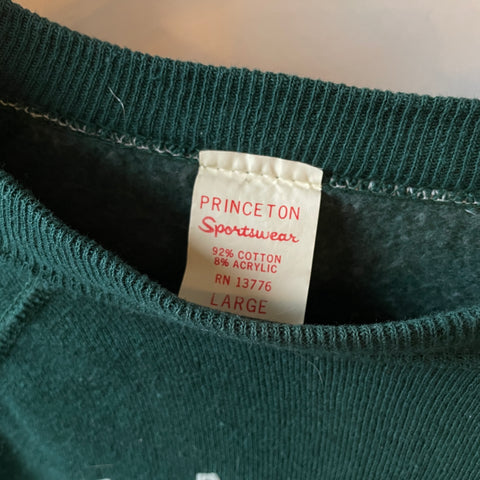 PRINCETON
Sportswear
92% COTTON
8% ACRYLIC
RN 13776
LARGE